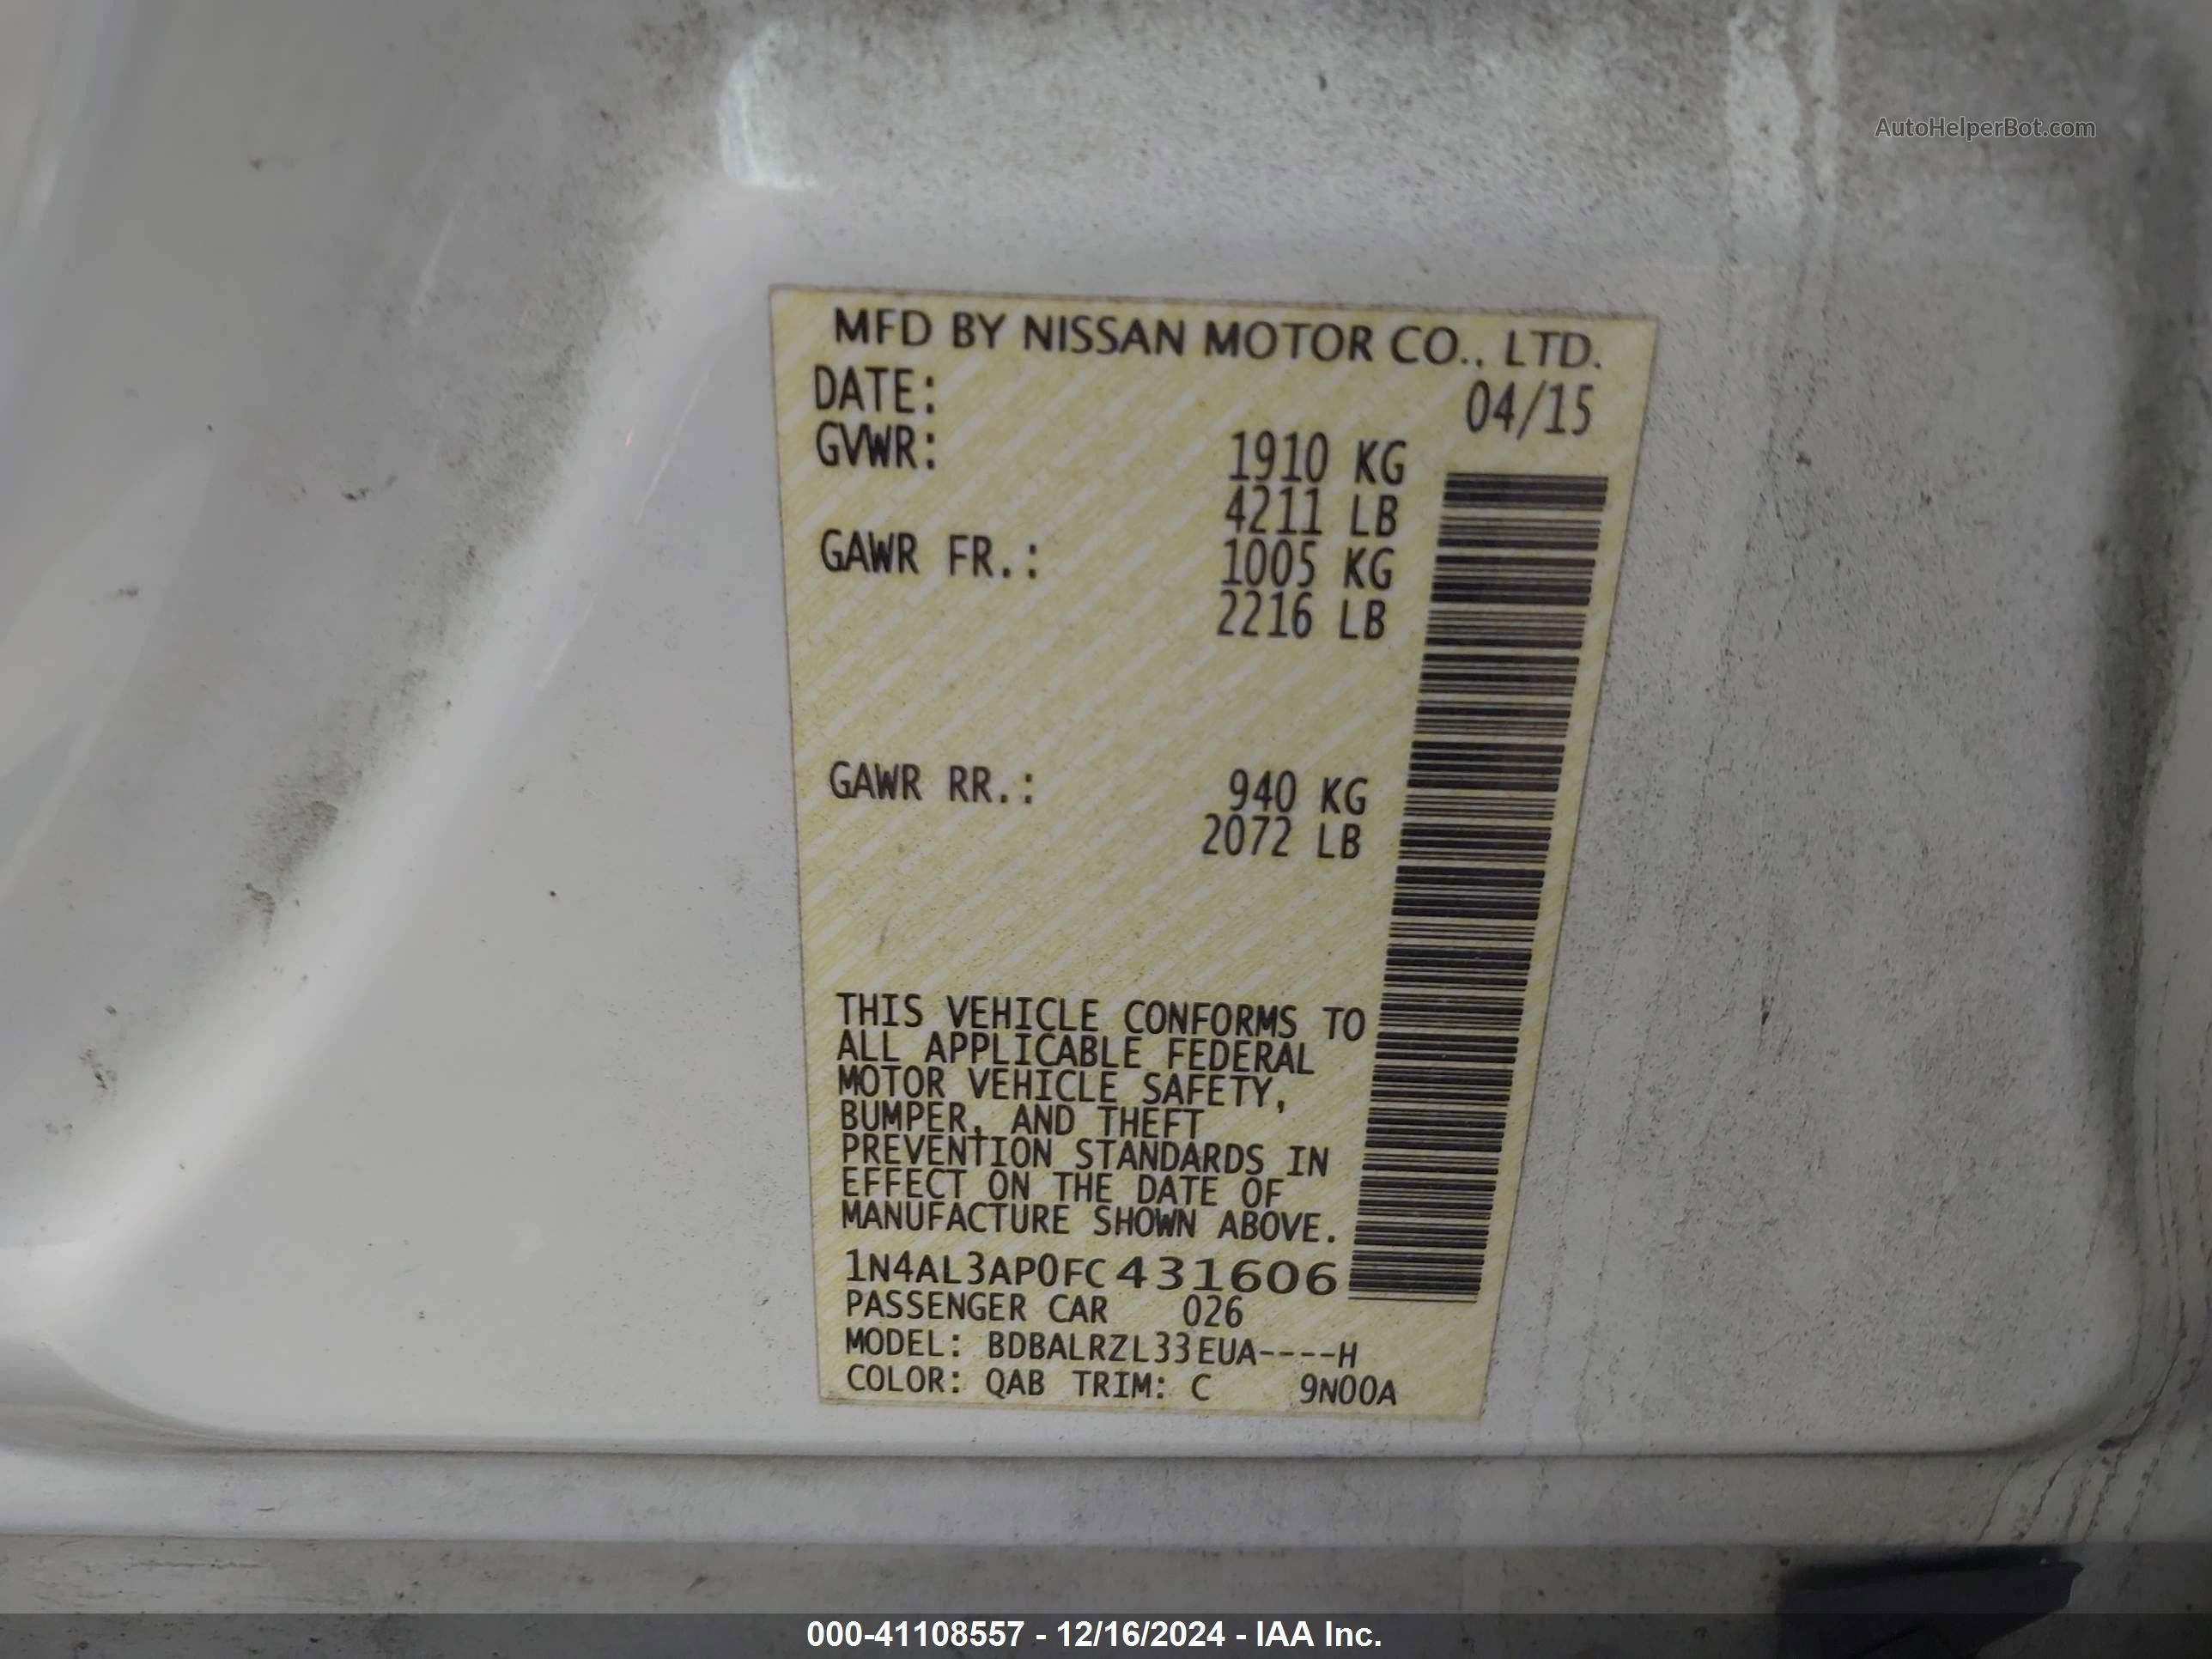 AutoHelperBot.com
MFD BY NISSAN MOTOR CO., LTD.
DATE: 04/15
GVWR: 1910 KG
4211 LB
GAWR FR.: 1005 KG
2216 LB
GAWR RR.: 940 KG
2072 LB
THIS VEHICLE CONFORMS TO
ALL APPLICABLE FEDERAL
MOTOR VEHICLE SAFETY,
BUMPER, AND THEFT
PREVENTION STANDARDS IN
EFFECT ON THE DATE OF
MANUFACTURE SHOWN ABOVE.
1N4AL3AP0FC431606
PASSENGER CAR 026
MODEL: BDBALRZL33EUA----H
COLOR: QAB TRIM: C 9N00A
000-41108557 - 12/16/2024 - IAA Inc.